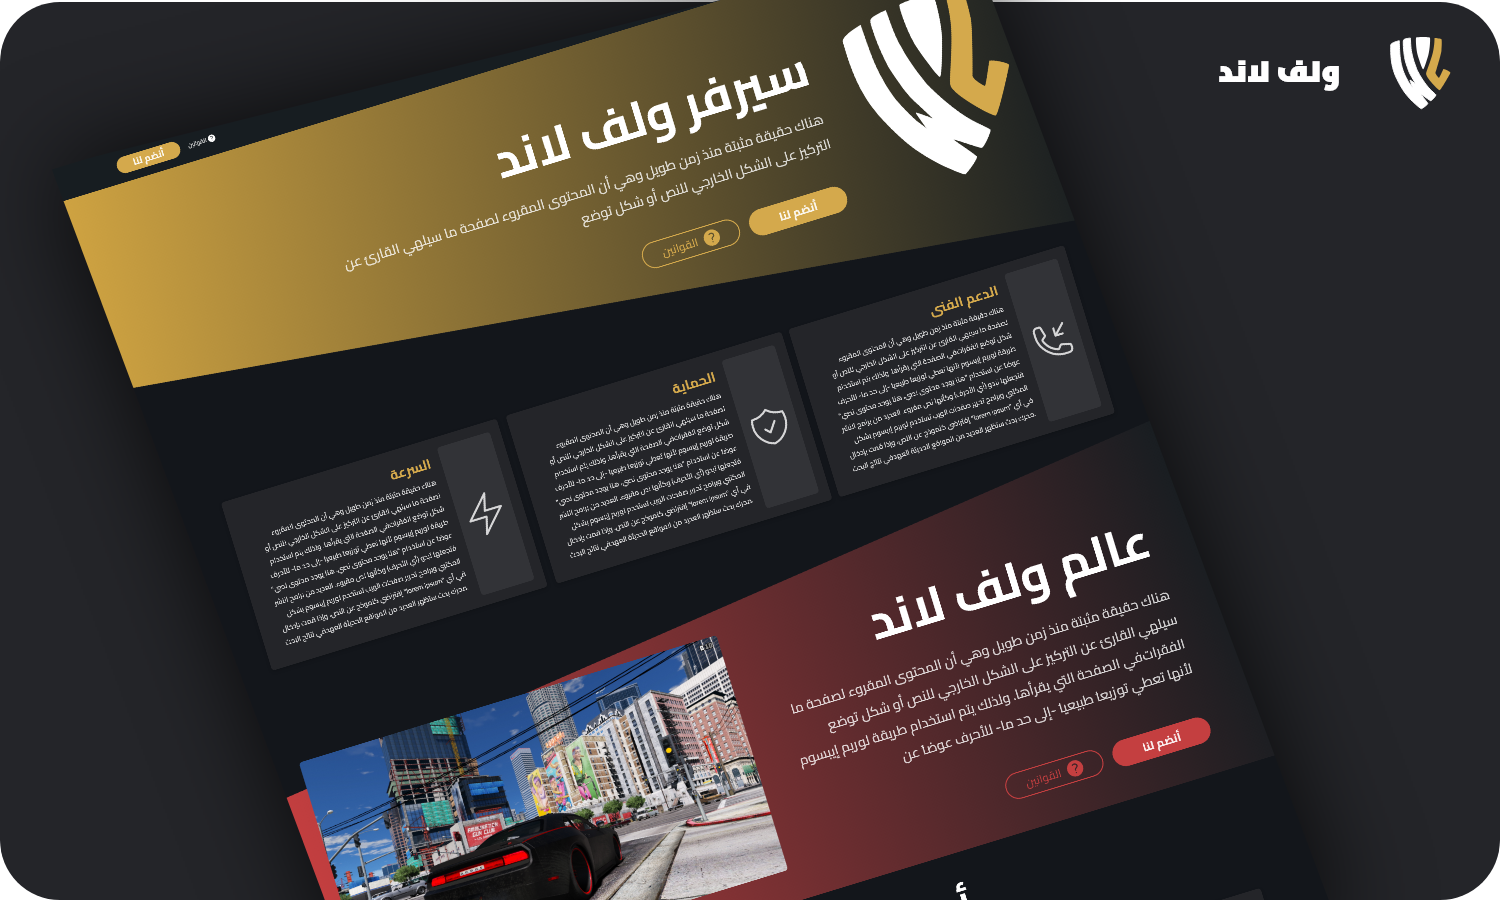 ولف لاند
القوانين
أنضم لنا
سيرفر ولف لاند
هناك حقيقة مثبتة منذ زمن طويل وهي أن المحتوى المقروء لصفحة ما سيلهي القارئ عن
التركيز على الشكل الخارجي للنص أو شكل توضع
أنضم لنا
? القوانين
الدعم الفنى
هناك حقيقة مثبتة منذ زمن طويل وهي أن المحتوى المقروء
لصفحة ما سيلهي القارئ عن التركيز على الشكل الخارجي للنص أو
شكل توضع الفقرات في الصفحة التي يقرأها. ولذلك يتم استخدام
طريقة لوريم إيبسوم لأنها تعطي توزيعا طبيعيا -إلى حد ما- للأحرف
عوضا عن استخدام "هنا يوجد محتوى نصي، هنا يوجد محتوى نصي"
فتجعلها تبدو (أي الأحرف) وكأنها نص مقروء. العديد من برامح النشر
المكتبي وبرامح تحرير صفحات الويب تستخدم لوريم إيبسوم بشكل
إفتراضي كنموذج عن النص، وإذا قمت بإدخال "lorem ipsum" في أي
محرك بحث ستظهر العديد من المواقع الحديثة العهد في نتائج البحث
الحماية
هناك حقيقة مثبتة منذ زمن طويل وهي أن المحتوى المقروء
لصفحة ما سيلهي القارئ عن التركيز على الشكل الخارجي للنص أو
شكل توضع الفقرات في الصفحة التي يقرأها. ولذلك يتم استخدام
طريقة لوريم إيبسوم لأنها تعطي توزيعا طبيعيا -إلى حد ما- للأحرف
عوضا عن استخدام "هنا يوجد محتوى نصي، هنا يوجد محتوى نصي"
فتجعلها تبدو (أي الأحرف) وكأنها نص مقروء. العديد من برامح النشر
المكتبي وبرامح تحرير صفحات الويب تستخدم لوريم إيبسوم بشكل
إفتراضي كنموذج عن النص، وإذا قمت بإدخال "lorem ipsum" في أي
محرك بحث ستظهر العديد من المواقع الحديثة العهد في نتائج البحث
السرعة
هناك حقيقة مثبتة منذ زمن طويل وهي أن المحتوى المقروء
لصفحة ما سيلهي القارئ عن التركيز على الشكل الخارجي للنص أو
شكل توضع الفقرات في الصفحة التي يقرأها. ولذلك يتم استخدام
طريقة لوريم إيبسوم لأنها تعطي توزيعا طبيعيا -إلى حد ما- للأحرف
عوضا عن استخدام "هنا يوجد محتوى نصي، هنا يوجد محتوى نصي"
فتجعلها تبدو (أي الأحرف) وكأنها نص مقروء. العديد من برامح النشر
المكتبي وبرامح تحرير صفحات الويب تستخدم لوريم إيبسوم بشكل
إفتراضي كنموذج عن النص، وإذا قمت بإدخال "lorem ipsum" في أي
محرك بحث ستظهر العديد من المواقع الحديثة العهد في نتائج البحث
عالم ولف لاند
هناك حقيقة مثبتة منذ زمن طويل وهي أن المحتوى المقروء لصفحة ما
سيلهي القارئ عن التركيز على الشكل الخارجي للنص أو شكل توضع
الفقرات في الصفحة التي يقرأها. ولذلك يتم استخدام طريقة لوريم إيبسوم
لأنها تعطي توزيعا طبيعيا -إلى حد ما- للأحرف عوضا عن
أنضم لنا
? القوانين
GUN CLUB